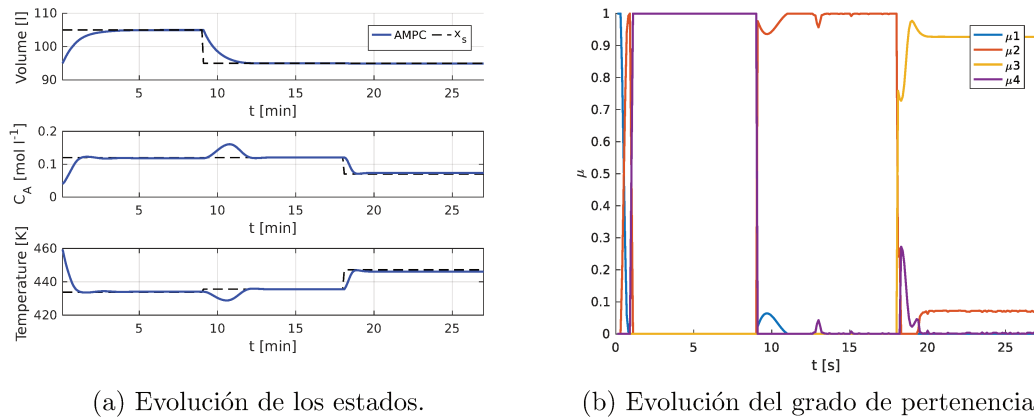 Volume [l]
110
100
90
AMPC
x_s
5
10
15
20
25
t [min]
C_A [mol l^-1]
0.2
0.1
0
5
10
15
20
25
t [min]
Temperature [K]
460
440
420
5
10
15
20
25
t [min]
(a) Evolución de los estados.
μ
1
0.9
0.8
0.7
0.6
0.5
0.4
0.3
0.2
0.1
0
μ1
μ2
μ3
μ4
0
5
10
15
20
25
t [s]
(b) Evolución del grado de pertenencia